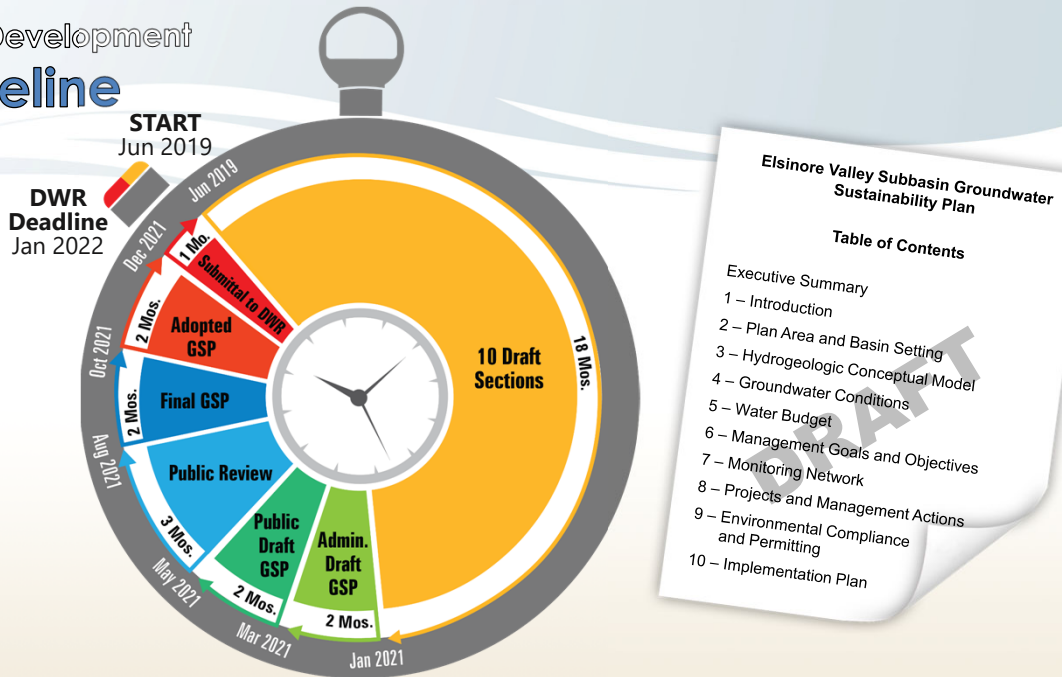 Development
eline
START
Jun 2019
DWR
Deadline
Jan 2022
Jun 2019
Dec 2021
Oct 2021
Aug 2021
May 2021
Mar 2021
Jan 2021
10 Draft
Sections
18 Mos.
Admin.
Draft
GSP
2 Mos.
Public
Draft
GSP
2 Mos.
Public Review
3 Mos.
Final GSP
2 Mos.
Adopted
GSP
2 Mos.
Submittal to DWR
1 Mo.
Elsinore Valley Subbasin Groundwater
Sustainability Plan
Table of Contents
Executive Summary
1 – Introduction
2 – Plan Area and Basin Setting
3 – Hydrogeologic Conceptual Model
4 – Groundwater Conditions
5 – Water Budget
6 – Management Goals and Objectives
7 – Monitoring Network
8 – Projects and Management Actions
9 – Environmental Compliance
and Permitting
10 – Implementation Plan
DRAFT